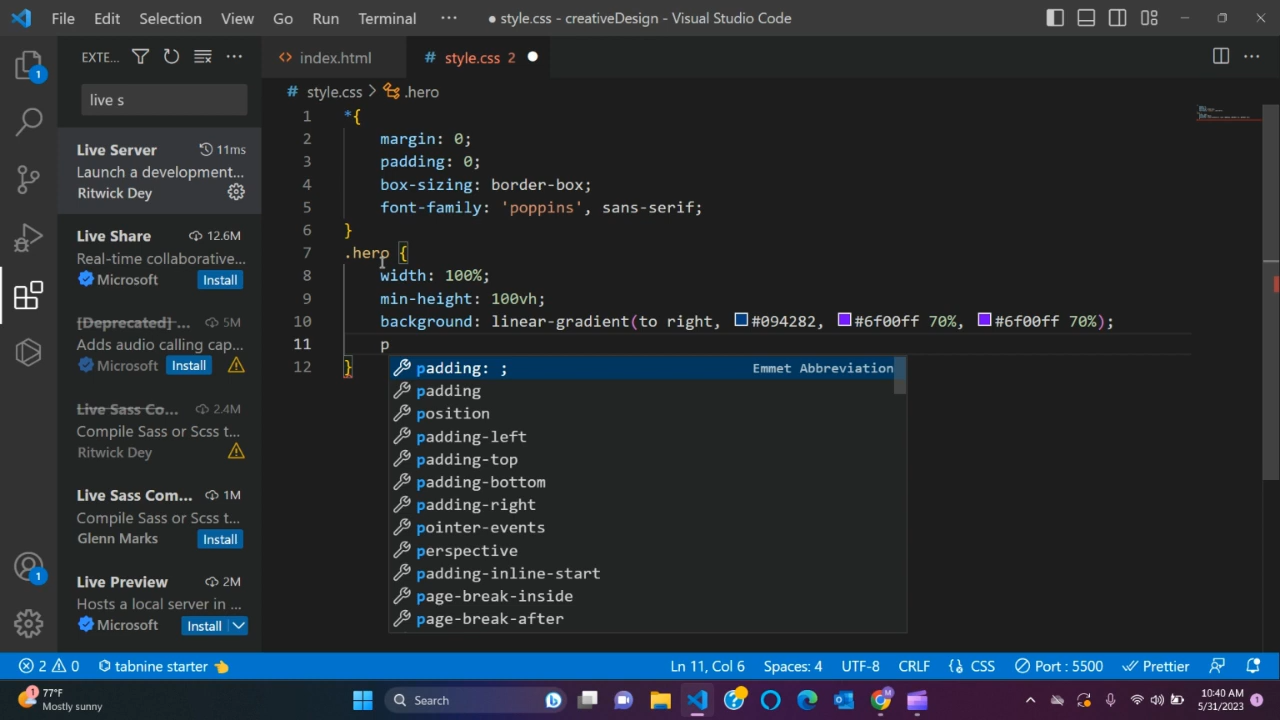 File Edit Selection View Go Run Terminal ··· ● style.css - creativeDesign - Visual Studio Code
EXTE...
live s
Live Server 11ms
Launch a development...
Ritwick Dey
Live Share 12.6M
Real-time collaborative...
Microsoft Install
[Deprecated] ... 5M
Adds audio calling cap...
Microsoft Install
Live Sass Co... 2.4M
Compile Sass or Scss t...
Ritwick Dey
Live Sass Com... 1M
Compile Sass or Scss t...
Glenn Marks Install
Live Preview 2M
Hosts a local server in ...
Microsoft Install
1
1
index.html # style.css 2
# style.css > .hero
1 *{
2 margin: 0;
3 padding: 0;
4 box-sizing: border-box;
5 font-family: 'poppins', sans-serif;
6 }
7 .hero {
8 width: 100%;
9 min-height: 100vh;
10 background: linear-gradient(to right, #094282, #6f00ff 70%, #6f00ff 70%);
11 p
12 }
padding: ; Emmet Abbreviation
padding
position
padding-left
padding-top
padding-bottom
padding-right
pointer-events
perspective
padding-inline-start
page-break-inside
page-break-after
2 0 tabnine starter Ln 11, Col 6 Spaces: 4 UTF-8 CRLF CSS Port : 5500 Prettier
1 77°F
Mostly sunny
Search
10:40 AM
5/31/2023 1